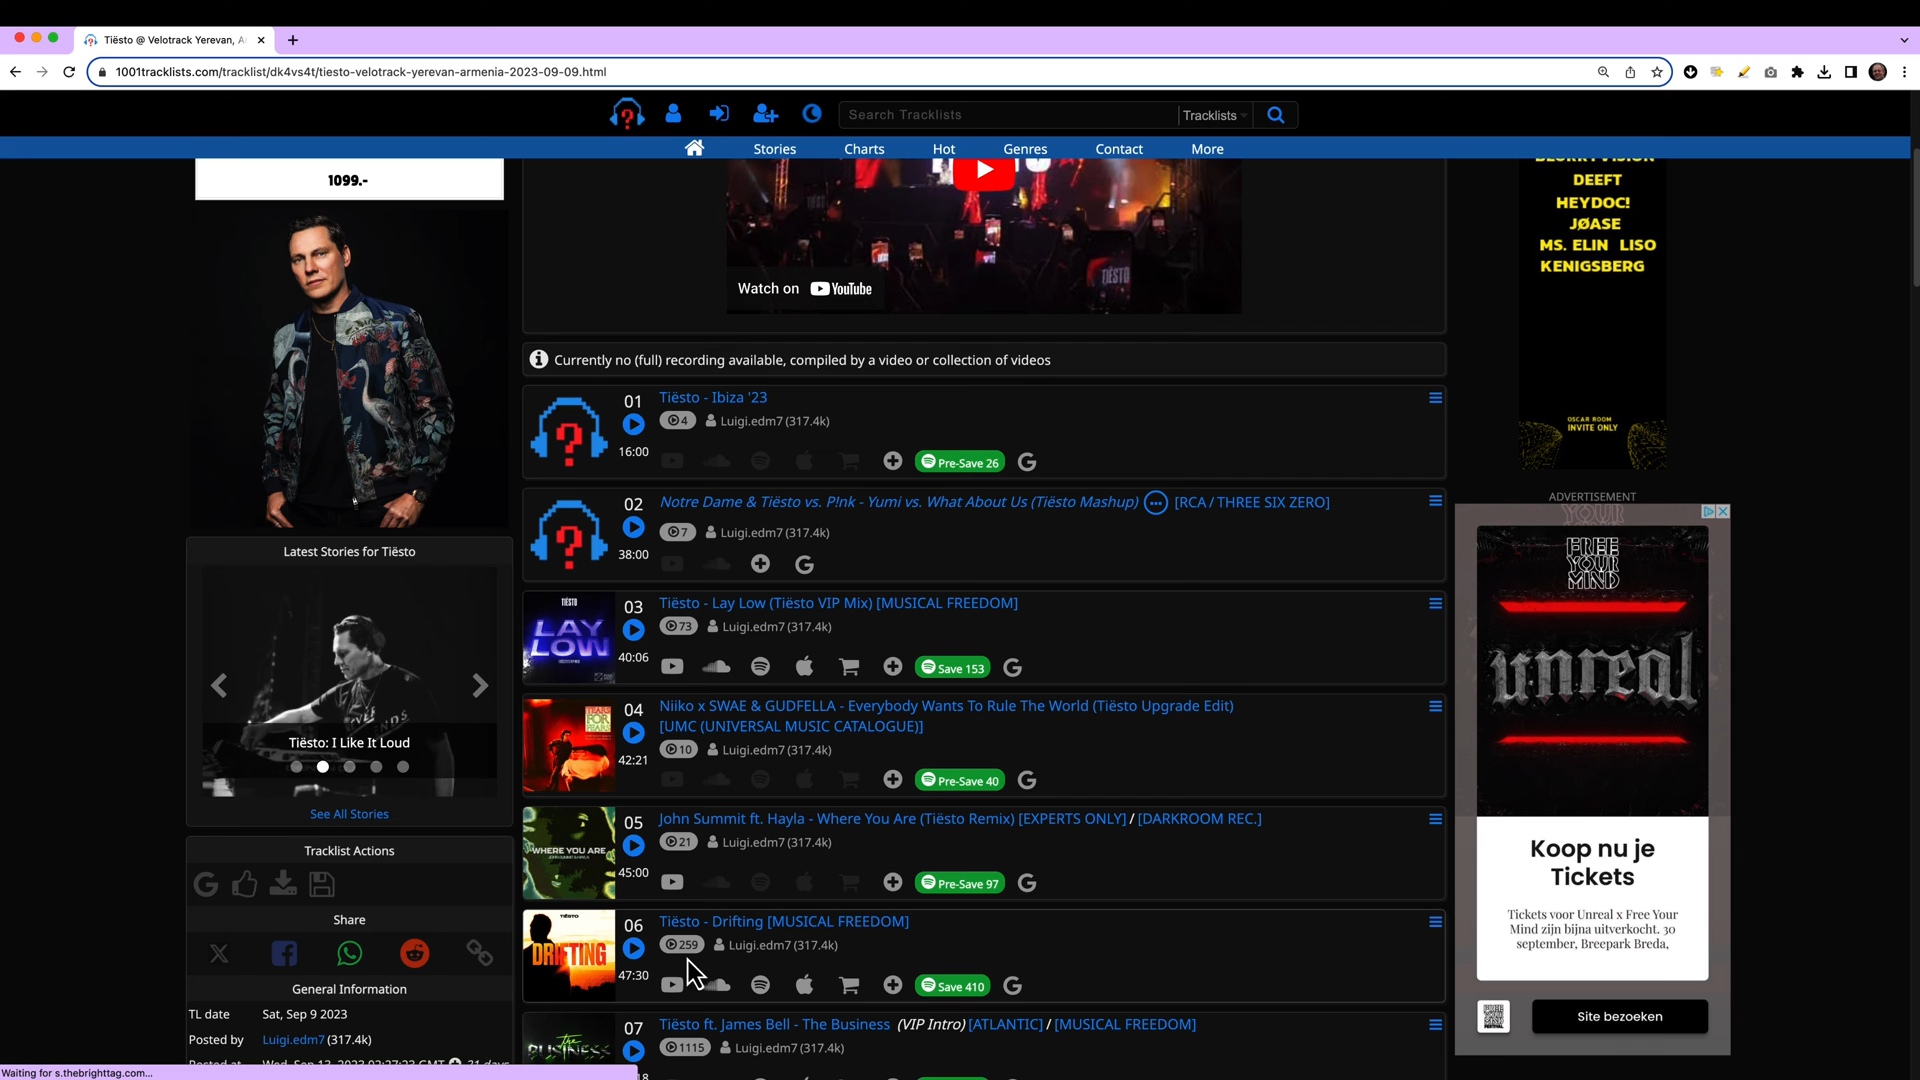 Tiësto @ Velotrack Yerevan, A
1001tracklists.com/tracklist/dk4vs4t/tiesto-velotrack-yerevan-armenia-2023-09-09.html
Search Tracklists
Tracklists
Stories
Charts
Hot
Genres
Contact
More
1099.-
TIËSTO
Watch on YouTube
DEEFT
HEYDOC!
JØASE
MS. ELIN LISO
KENIGSBERG
OSCAR ROOM
INVITE ONLY
Currently no (full) recording available, compiled by a video or collection of videos
01
Tiësto - Ibiza '23
4
Luigi.edm7 (317.4k)
16:00
Pre-Save 26
02
Notre Dame & Tiësto vs. P!nk - Yumi vs. What About Us (Tiësto Mashup) [RCA / THREE SIX ZERO]
7
Luigi.edm7 (317.4k)
38:00
03
Tiësto - Lay Low (Tiësto VIP Mix) [MUSICAL FREEDOM]
73
Luigi.edm7 (317.4k)
40:06
Save 153
TIËSTO
LAY
LOW
04
Niiko x SWAE & GUDFELLA - Everybody Wants To Rule The World (Tiësto Upgrade Edit)
[UMC (UNIVERSAL MUSIC CATALOGUE)]
10
Luigi.edm7 (317.4k)
42:21
Pre-Save 40
TEARS
FOR
FEARS
05
John Summit ft. Hayla - Where You Are (Tiësto Remix) [EXPERTS ONLY] / [DARKROOM REC.]
21
Luigi.edm7 (317.4k)
45:00
Pre-Save 97
WHERE YOU ARE
06
Tiësto - Drifting [MUSICAL FREEDOM]
259
Luigi.edm7 (317.4k)
47:30
Save 410
TIËSTO
DRIFTING
07
Tiësto ft. James Bell - The Business (VIP Intro) [ATLANTIC] / [MUSICAL FREEDOM]
1115
Luigi.edm7 (317.4k)
the
BUSINESS
Latest Stories for Tiësto
Tiësto: I Like It Loud
See All Stories
Tracklist Actions
Share
General Information
TL date
Sat, Sep 9 2023
Posted by
Luigi.edm7 (317.4k)
ADVERTISEMENT
FREE
YOUR
MIND
unreal
Koop nu je
Tickets
Tickets voor Unreal x Free Your
Mind zijn bijna uitverkocht. 30
september, Breepark Breda,
Site bezoeken
Waiting for s.thebrighttag.com...